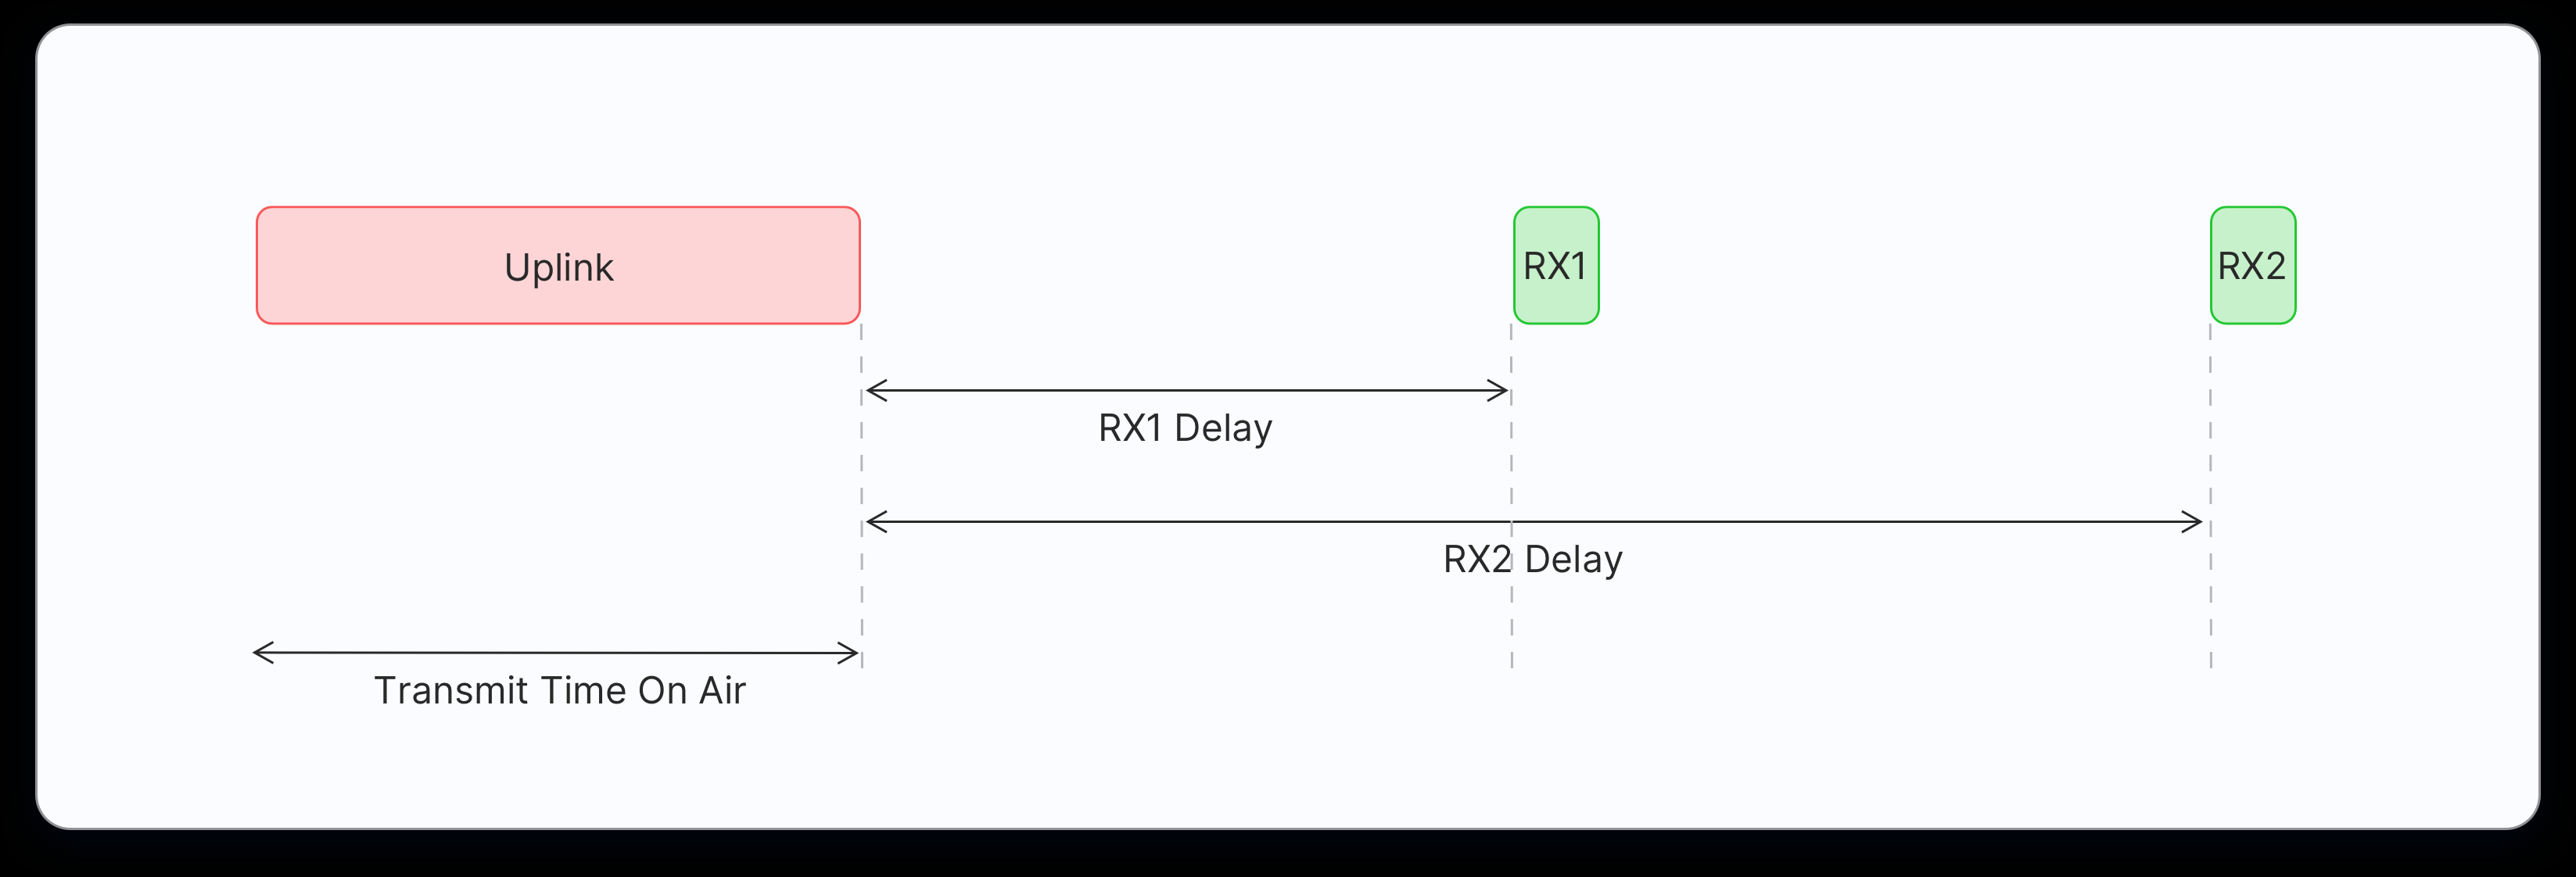 Uplink
RX1
RX2
RX1 Delay
RX2 Delay
Transmit Time On Air